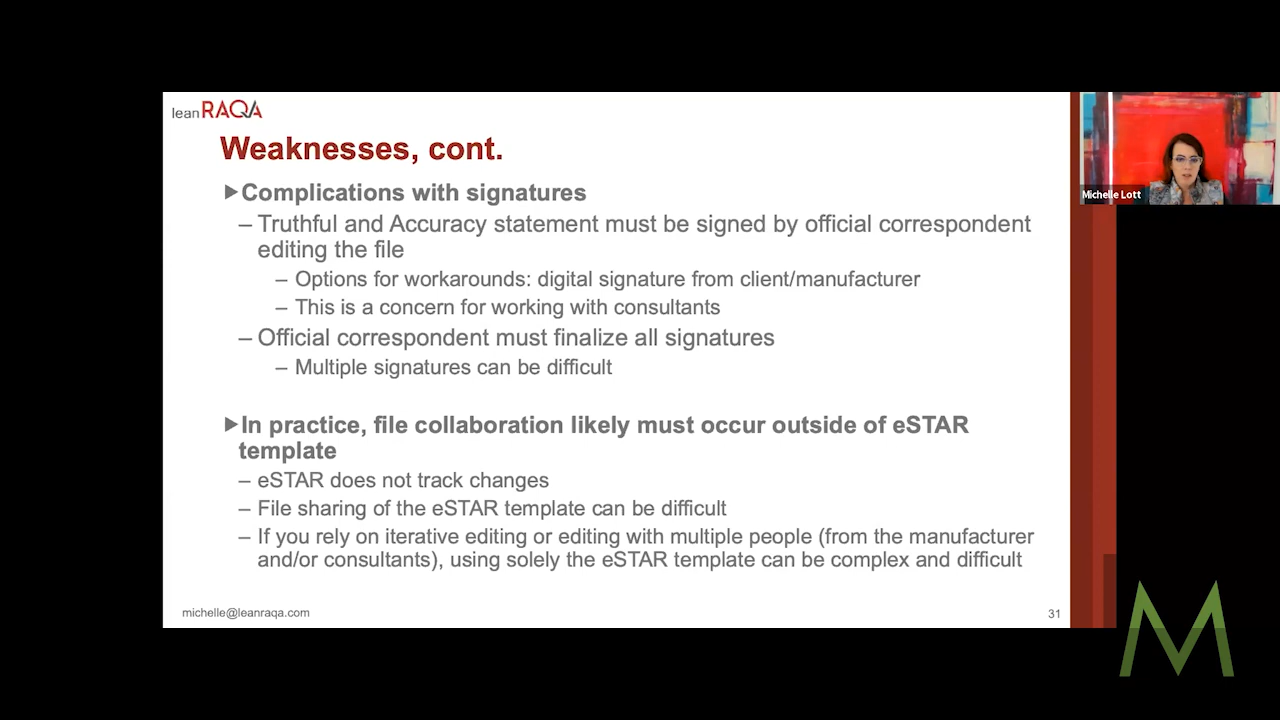 leanRAQA
Weaknesses, cont.
Complications with signatures
– Truthful and Accuracy statement must be signed by official correspondent
editing the file
– Options for workarounds: digital signature from client/manufacturer
– This is a concern for working with consultants
– Official correspondent must finalize all signatures
– Multiple signatures can be difficult
In practice, file collaboration likely must occur outside of eSTAR
template
– eSTAR does not track changes
– File sharing of the eSTAR template can be difficult
– If you rely on iterative editing or editing with multiple people (from the manufacturer
and/or consultants), using solely the eSTAR template can be complex and difficult
michelle@leanraqa.com
31
Michelle Lott
M